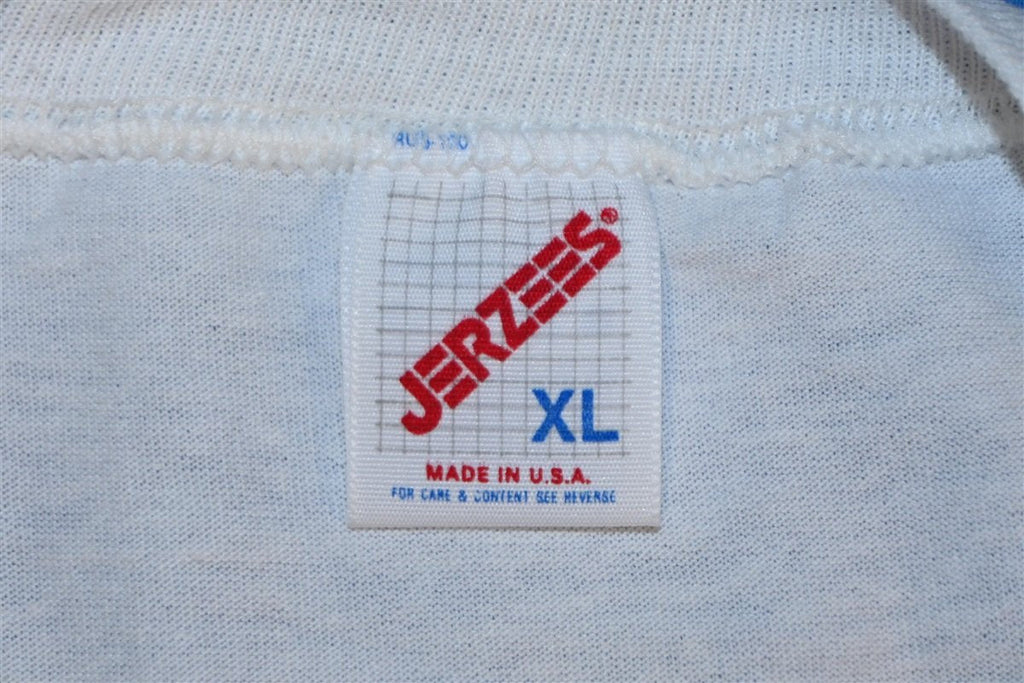 JERZEES®
XL
MADE IN U.S.A.
FOR CARE & CONTENT SEE REVERSE